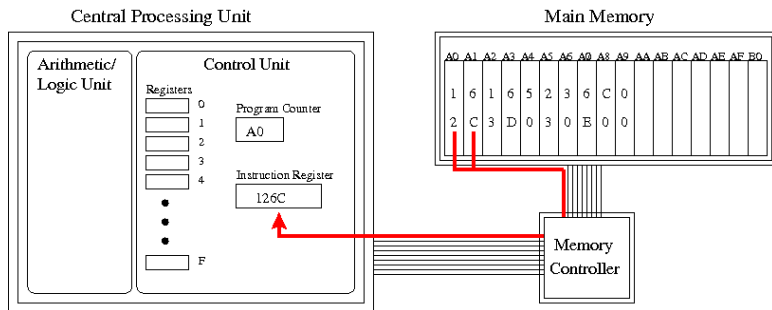 Central Processing Unit
Main Memory
Arithmetic/
Logic Unit
Control Unit
Registers
0
1
2
3
4
F
Program Counter
A0
Instruction Register
126C
A0 A1 A2 A3 A4 A5 A6 A0 A8 A9 AA AB AC AD AE AF B0
1 6 1 6 5 2 3 6 C 0
2 C 3 D 0 3 0 E 0 0
Memory
Controller